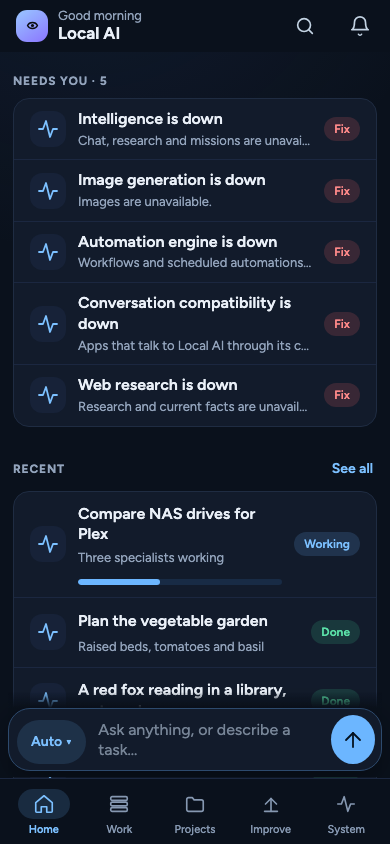 Good morning
Local AI
NEEDS YOU · 5
Intelligence is down
Chat, research and missions are unavai...
Fix
Image generation is down
Images are unavailable.
Fix
Automation engine is down
Workflows and scheduled automations...
Fix
Conversation compatibility is
down
Apps that talk to Local AI through its c...
Fix
Web research is down
Research and current facts are unavail...
Fix
RECENT
See all
Compare NAS drives for
Plex
Three specialists working
Working
Plan the vegetable garden
Raised beds, tomatoes and basil
Done
A red fox reading in a library,
Done
Auto
Ask anything, or describe a
task...
Home
Work
Projects
Improve
System